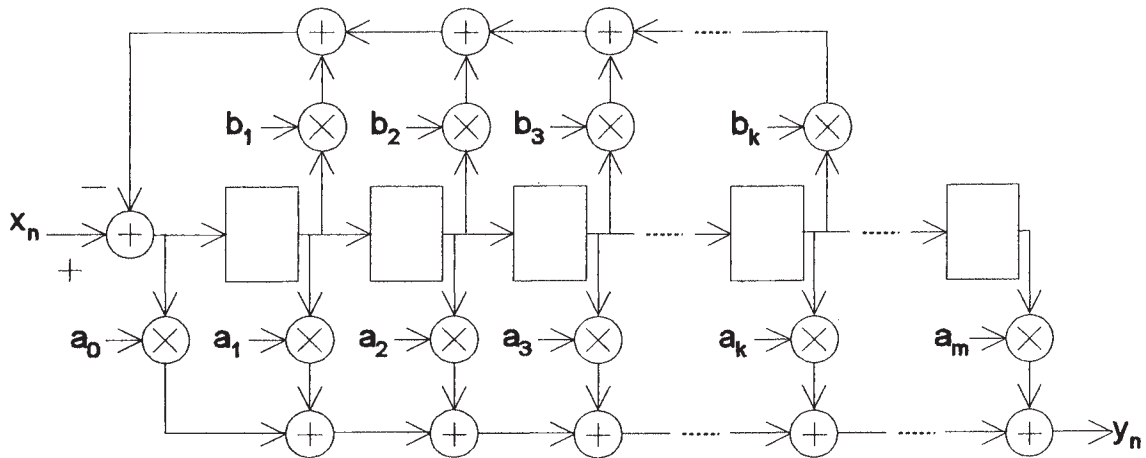 b₁ b₂ b₃ bₖ
− 
xₙ
+
a₀ a₁ a₂ a₃ aₖ aₘ
yₙ